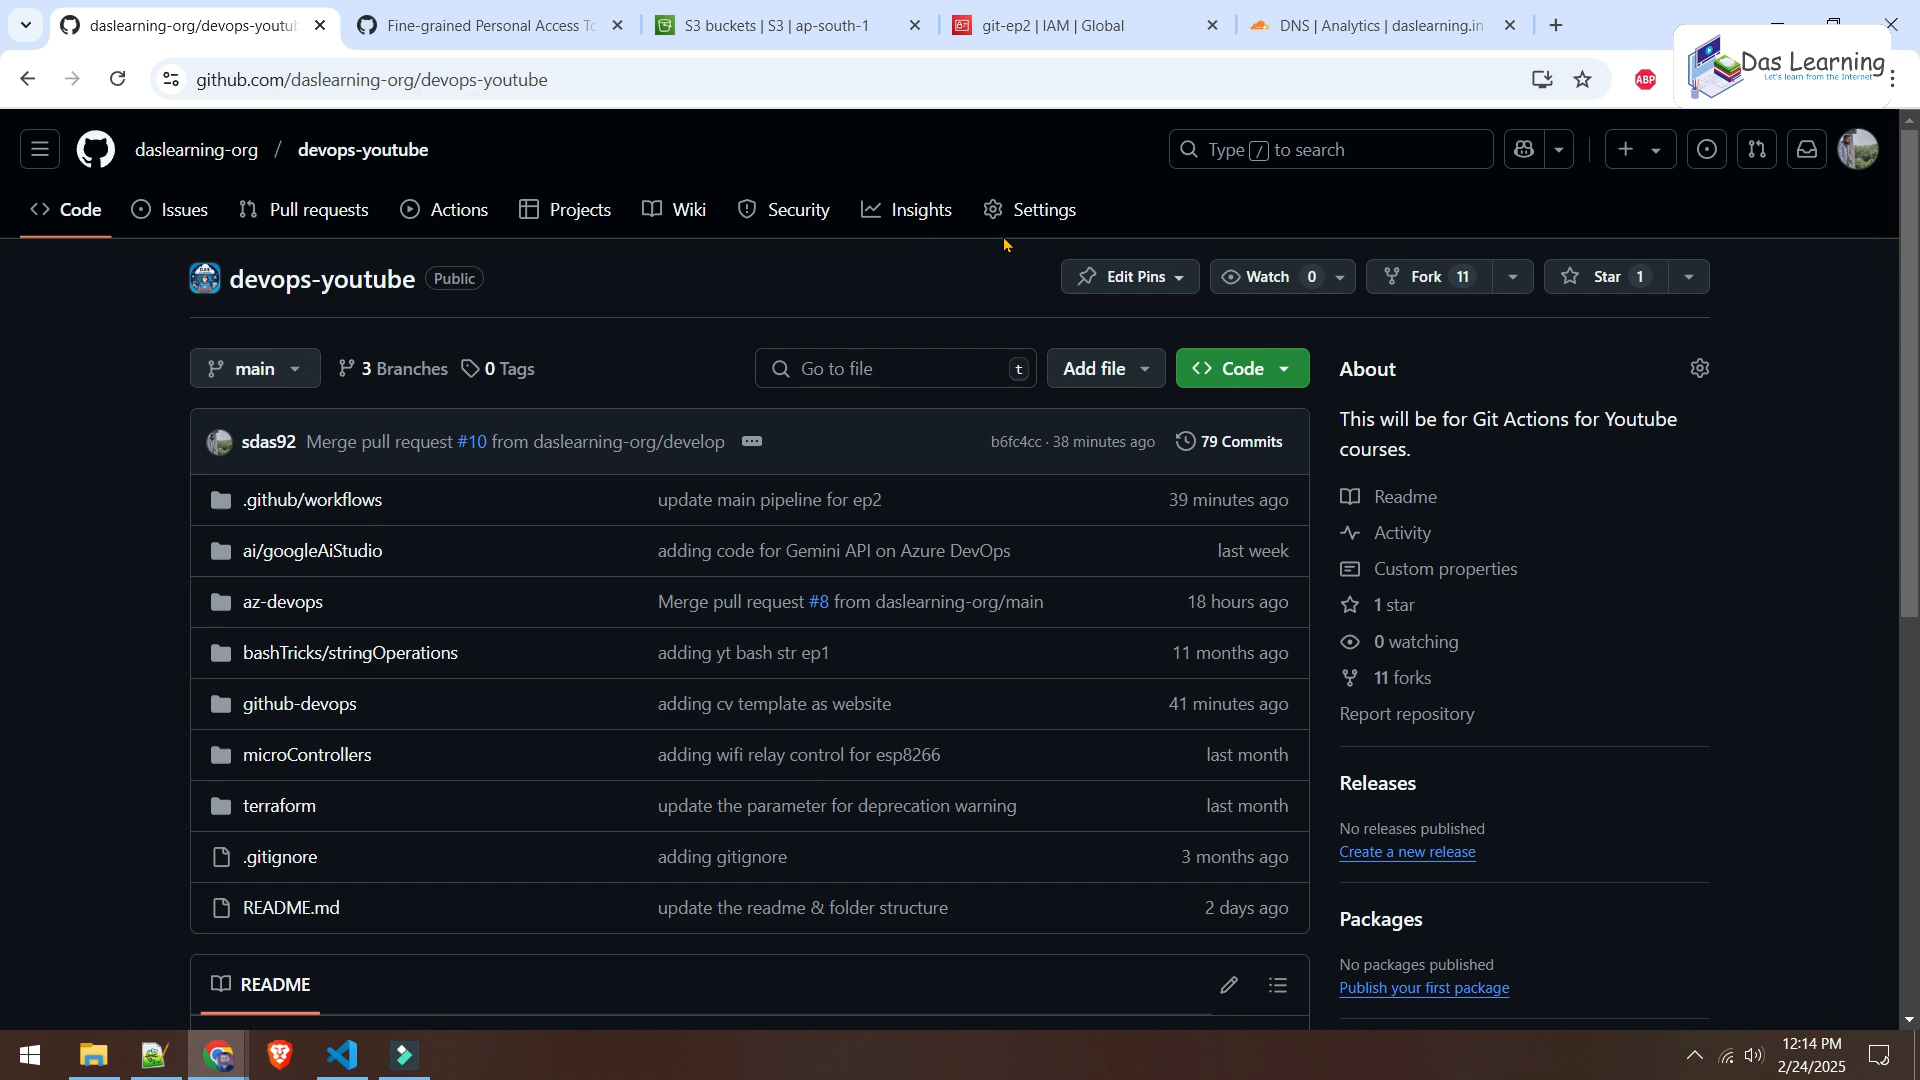 daslearning-org/devops-youtub
Fine-grained Personal Access To
S3 buckets | S3 | ap-south-1
git-ep2 | IAM | Global
DNS | Analytics | daslearning.in
github.com/daslearning-org/devops-youtube
ABP
Das Learning
Let's learn from the Internet
daslearning-org / devops-youtube
Type / to search
Code
Issues
Pull requests
Actions
Projects
Wiki
Security
Insights
Settings
devops-youtube Public
Edit Pins
Watch 0
Fork 11
Star 1
main
3 Branches
0 Tags
Go to file t
Add file
Code
sdas92 Merge pull request #10 from daslearning-org/develop b6fc4cc · 38 minutes ago 79 Commits
.github/workflows update main pipeline for ep2 39 minutes ago
ai/googleAiStudio adding code for Gemini API on Azure DevOps last week
az-devops Merge pull request #8 from daslearning-org/main 18 hours ago
bashTricks/stringOperations adding yt bash str ep1 11 months ago
github-devops adding cv template as website 41 minutes ago
microControllers adding wifi relay control for esp8266 last month
terraform update the parameter for deprecation warning last month
.gitignore adding gitignore 3 months ago
README.md update the readme & folder structure 2 days ago
README
About
This will be for Git Actions for Youtube
courses.
Readme
Activity
Custom properties
1 star
0 watching
11 forks
Report repository
Releases
No releases published
Create a new release
Packages
No packages published
Publish your first package
12:14 PM
2/24/2025